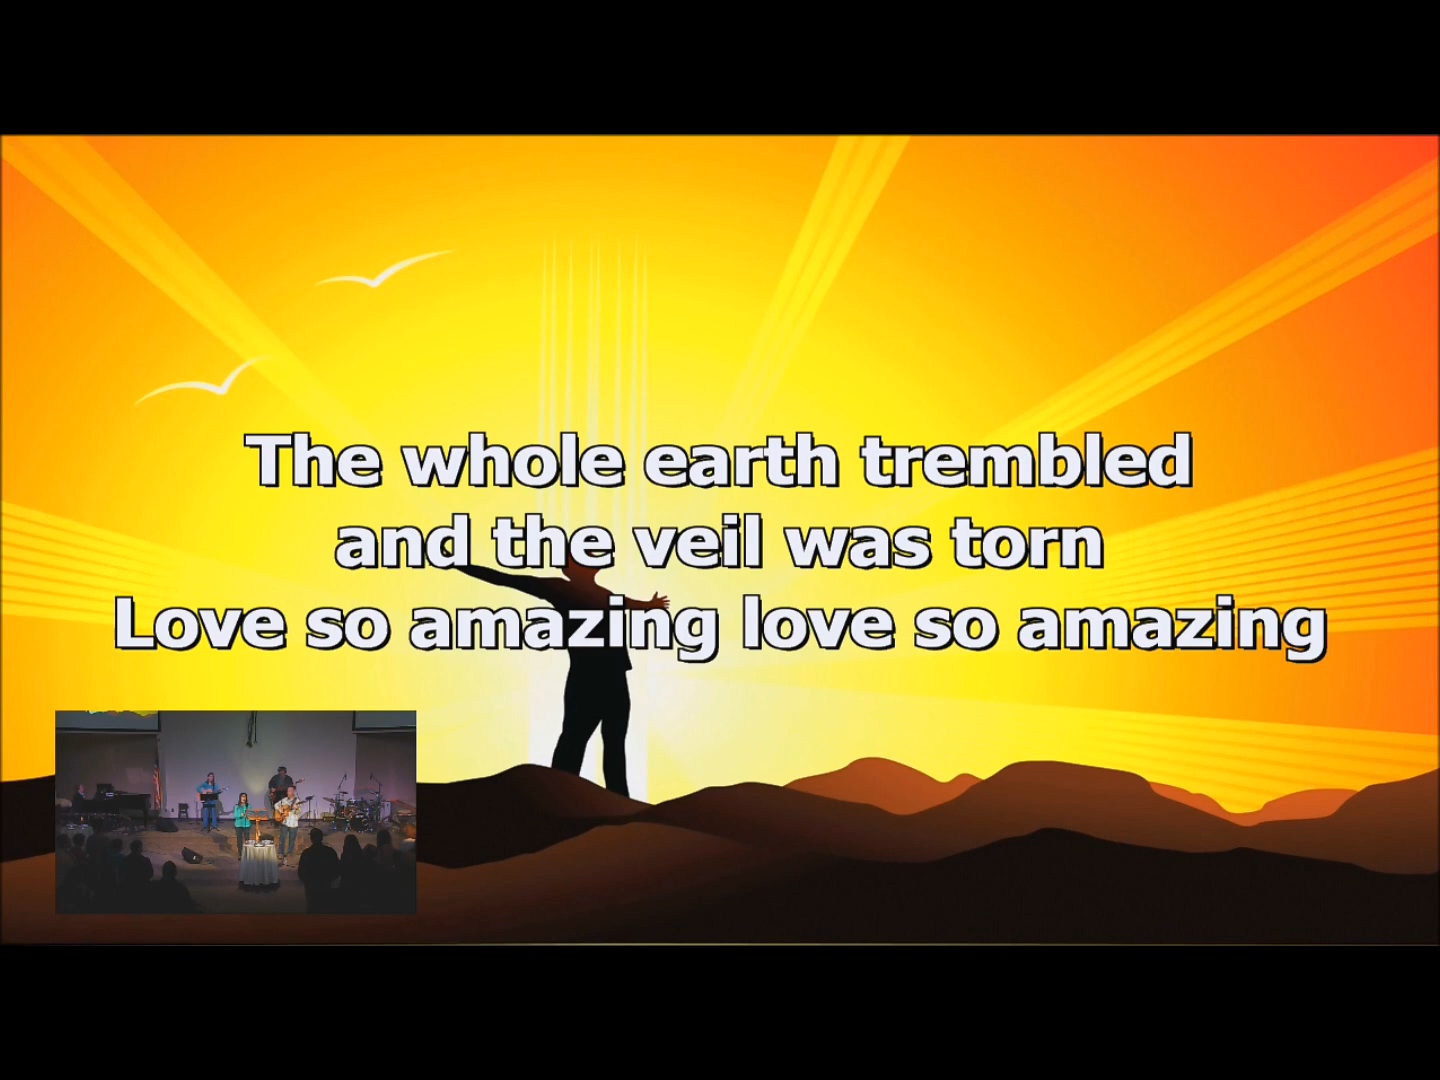 The whole earth trembled
and the veil was torn
Love so amazing love so amazing